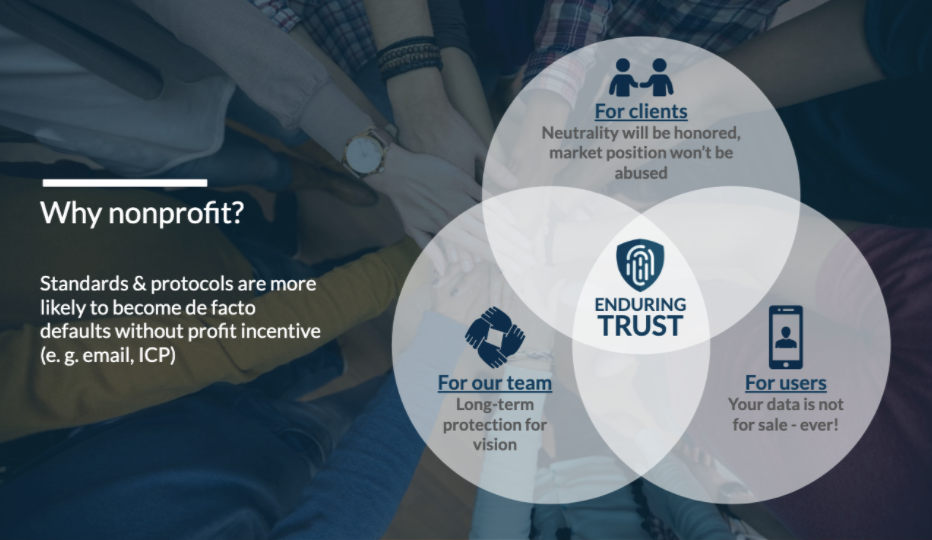 Why nonprofit?
Standards & protocols are more
likely to become de facto
defaults without profit incentive
(e. g. email, ICP)
For clients
Neutrality will be honored,
market position won't be
abused
ENDURING
TRUST
For our team
Long-term
protection for
vision
For users
Your data is not
for sale - ever!